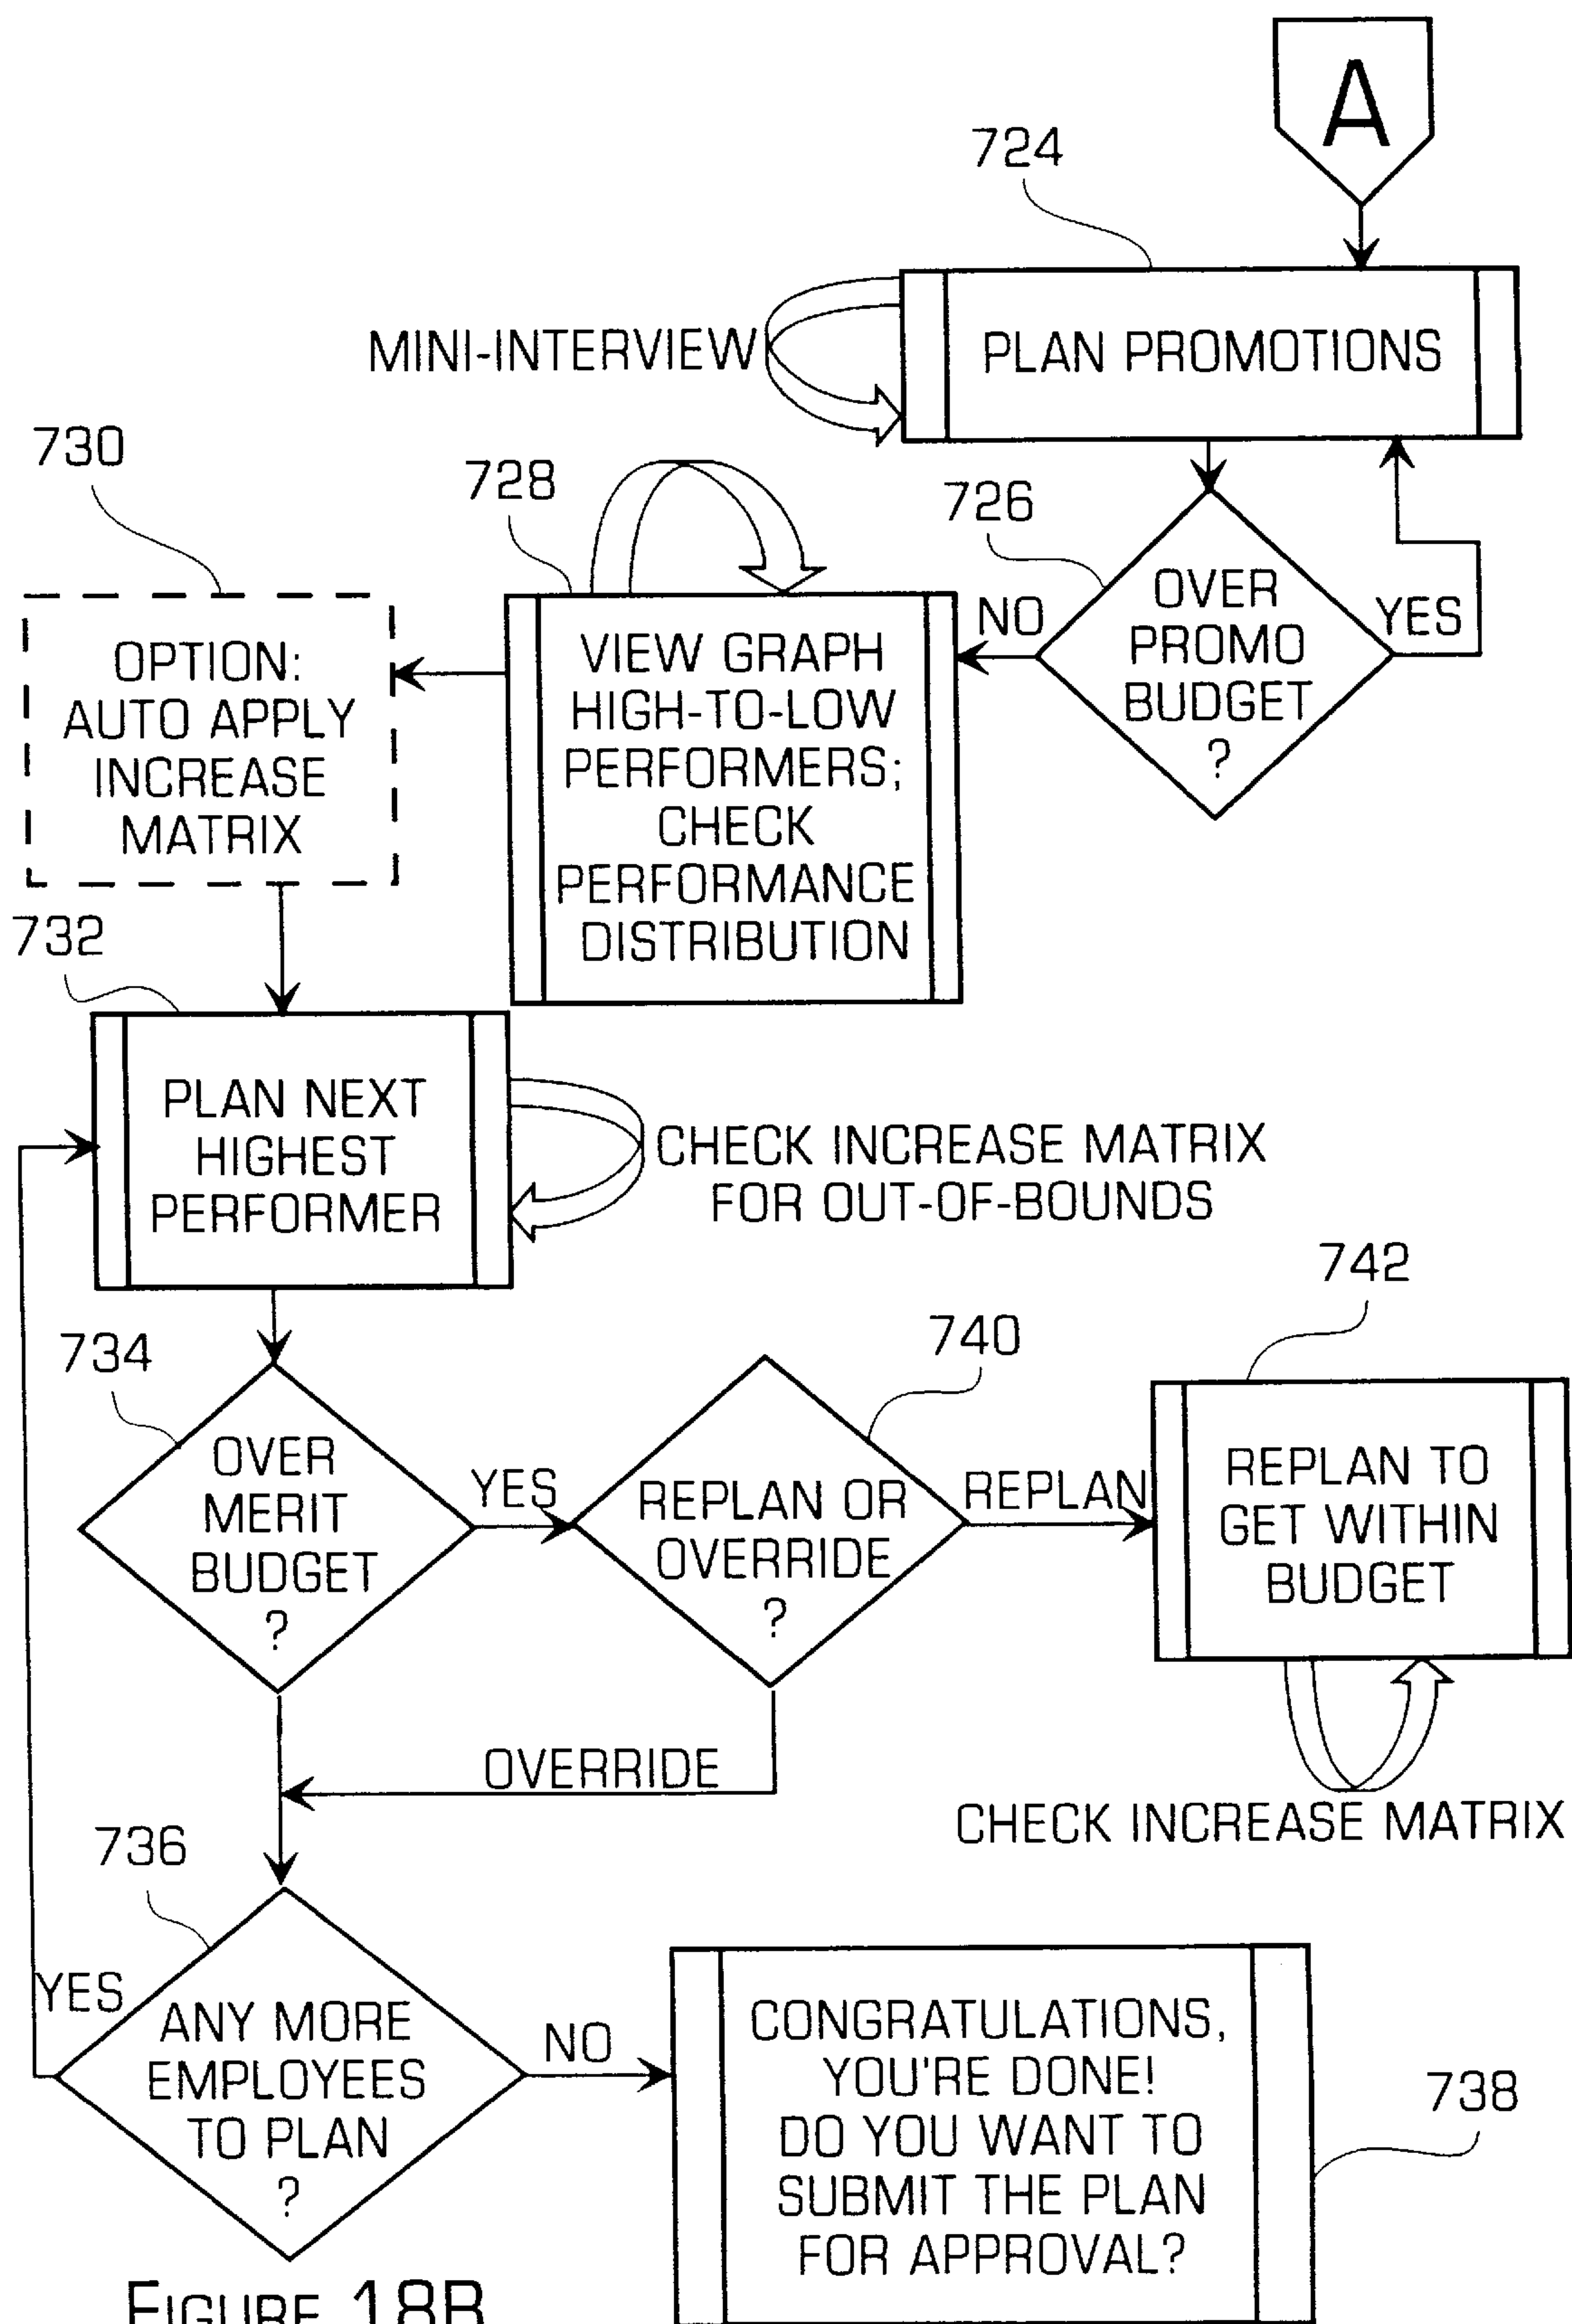 A
724
MINI-INTERVIEW
PLAN PROMOTIONS
730
728
726
OVER
PROMO
BUDGET
?
NO
YES
VIEW GRAPH
HIGH-TO-LOW
PERFORMERS;
CHECK
PERFORMANCE
DISTRIBUTION
OPTION:
AUTO APPLY
INCREASE
MATRIX
732
PLAN NEXT
HIGHEST
PERFORMER
CHECK INCREASE MATRIX
FOR OUT-OF-BOUNDS
742
734
740
OVER
MERIT
BUDGET
?
YES
REPLAN OR
OVERRIDE
?
REPLAN
REPLAN TO
GET WITHIN
BUDGET
OVERRIDE
CHECK INCREASE MATRIX
736
YES
ANY MORE
EMPLOYEES
TO PLAN
?
NO
CONGRATULATIONS,
YOU'RE DONE!
DO YOU WANT TO
SUBMIT THE PLAN
FOR APPROVAL?
738
FIGURE 18B